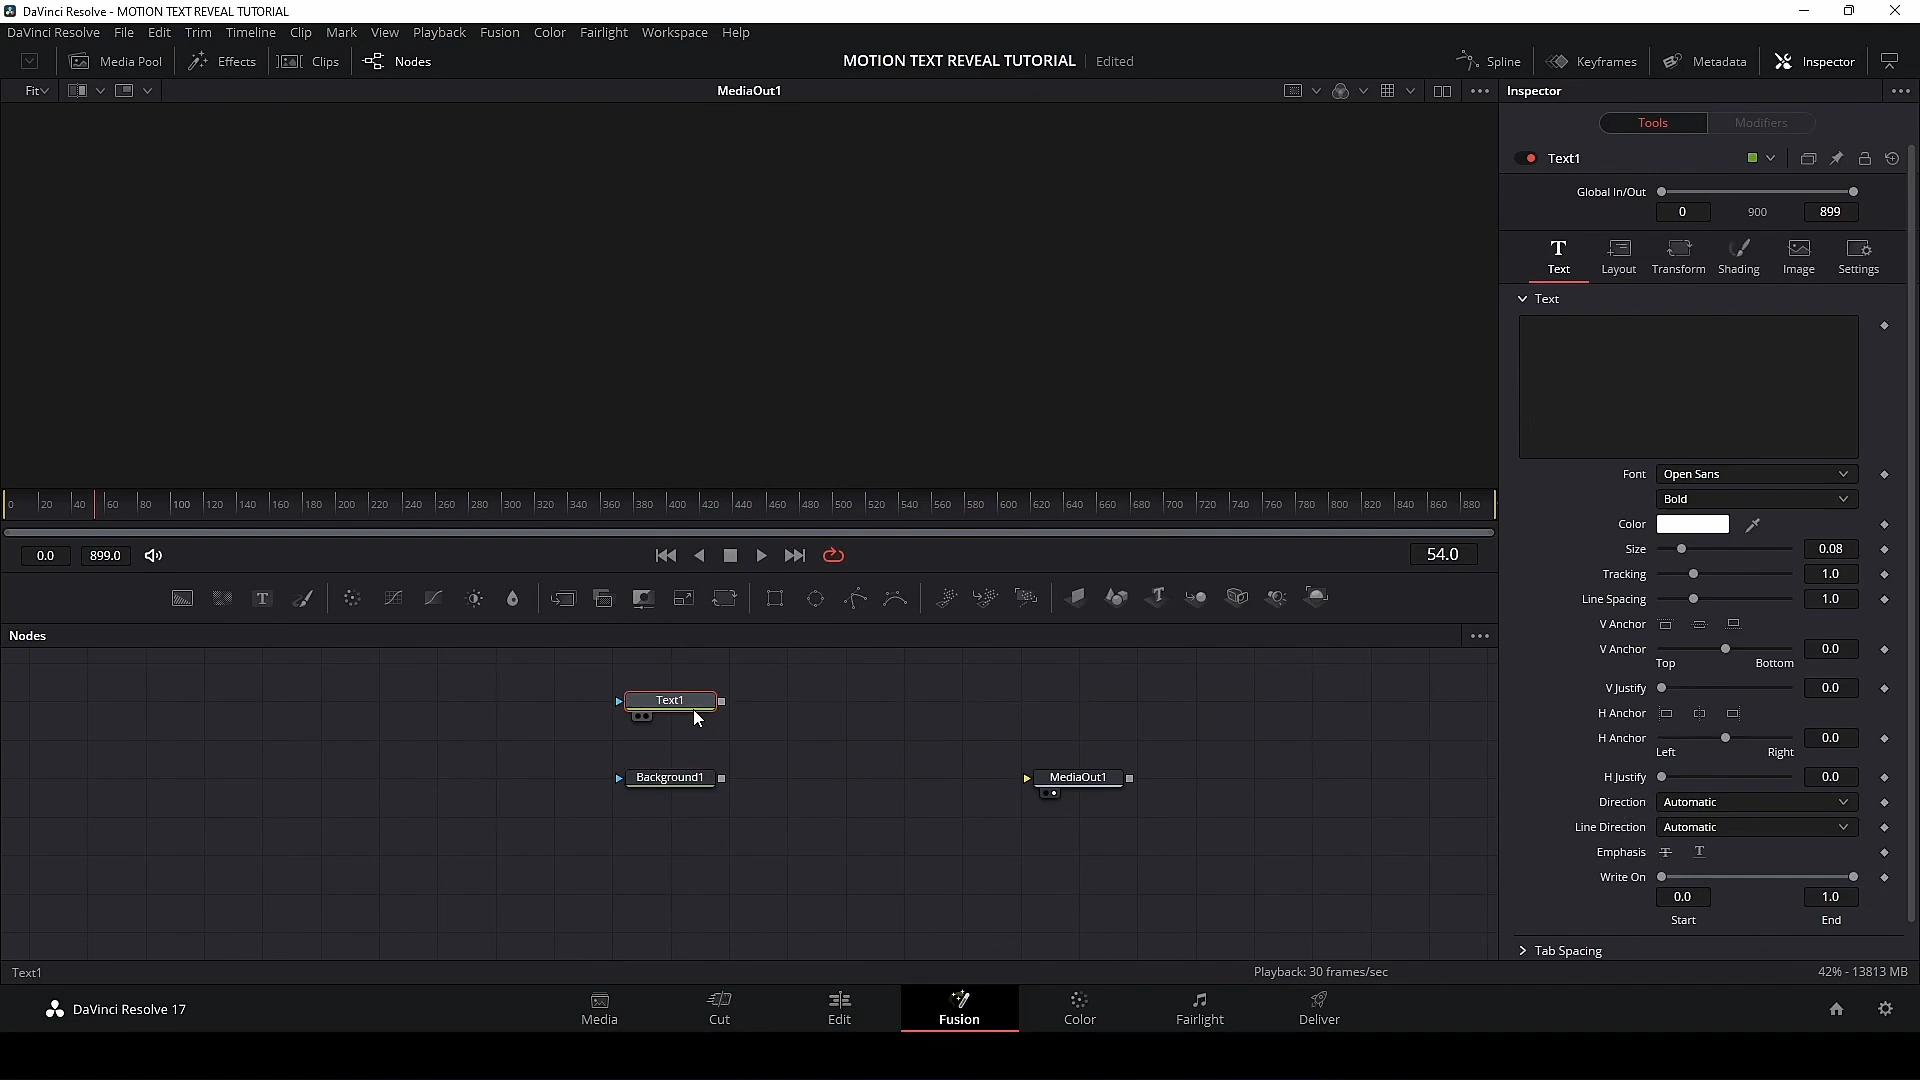 DaVinci Resolve - MOTION TEXT REVEAL TUTORIAL
DaVinci Resolve File Edit Trim Timeline Clip Mark View Playback Fusion Color Fairlight Workspace Help
Media Pool Effects Clips Nodes MOTION TEXT REVEAL TUTORIAL Edited Spline Keyframes Metadata Inspector
Fit MediaOut1 Inspector
Tools Modifiers
Text1
Global In/Out
0 900 899
T
Text Layout Transform Shading Image Settings
Text
Font Open Sans
Bold
Color
Size 0.08
Tracking 1.0
Line Spacing 1.0
V Anchor
V Anchor 0.0
Top Bottom
V Justify 0.0
H Anchor
H Anchor 0.0
Left Right
H Justify 0.0
Direction Automatic
Line Direction Automatic
Emphasis T T
Write On
0.0 1.0
Start End
Tab Spacing
0 20 40 60 80 100 120 140 160 180 200 220 240 260 280 300 320 340 360 380 400 420 440 460 480 500 520 540 560 580 600 620 640 660 680 700 720 740 760 780 800 820 840 860 880
0.0 899.0 54.0
T T
Nodes
Text1
Background1 MediaOut1
Text1 Playback: 30 frames/sec 42% - 13813 MB
DaVinci Resolve 17 Media Cut Edit Fusion Color Fairlight Deliver